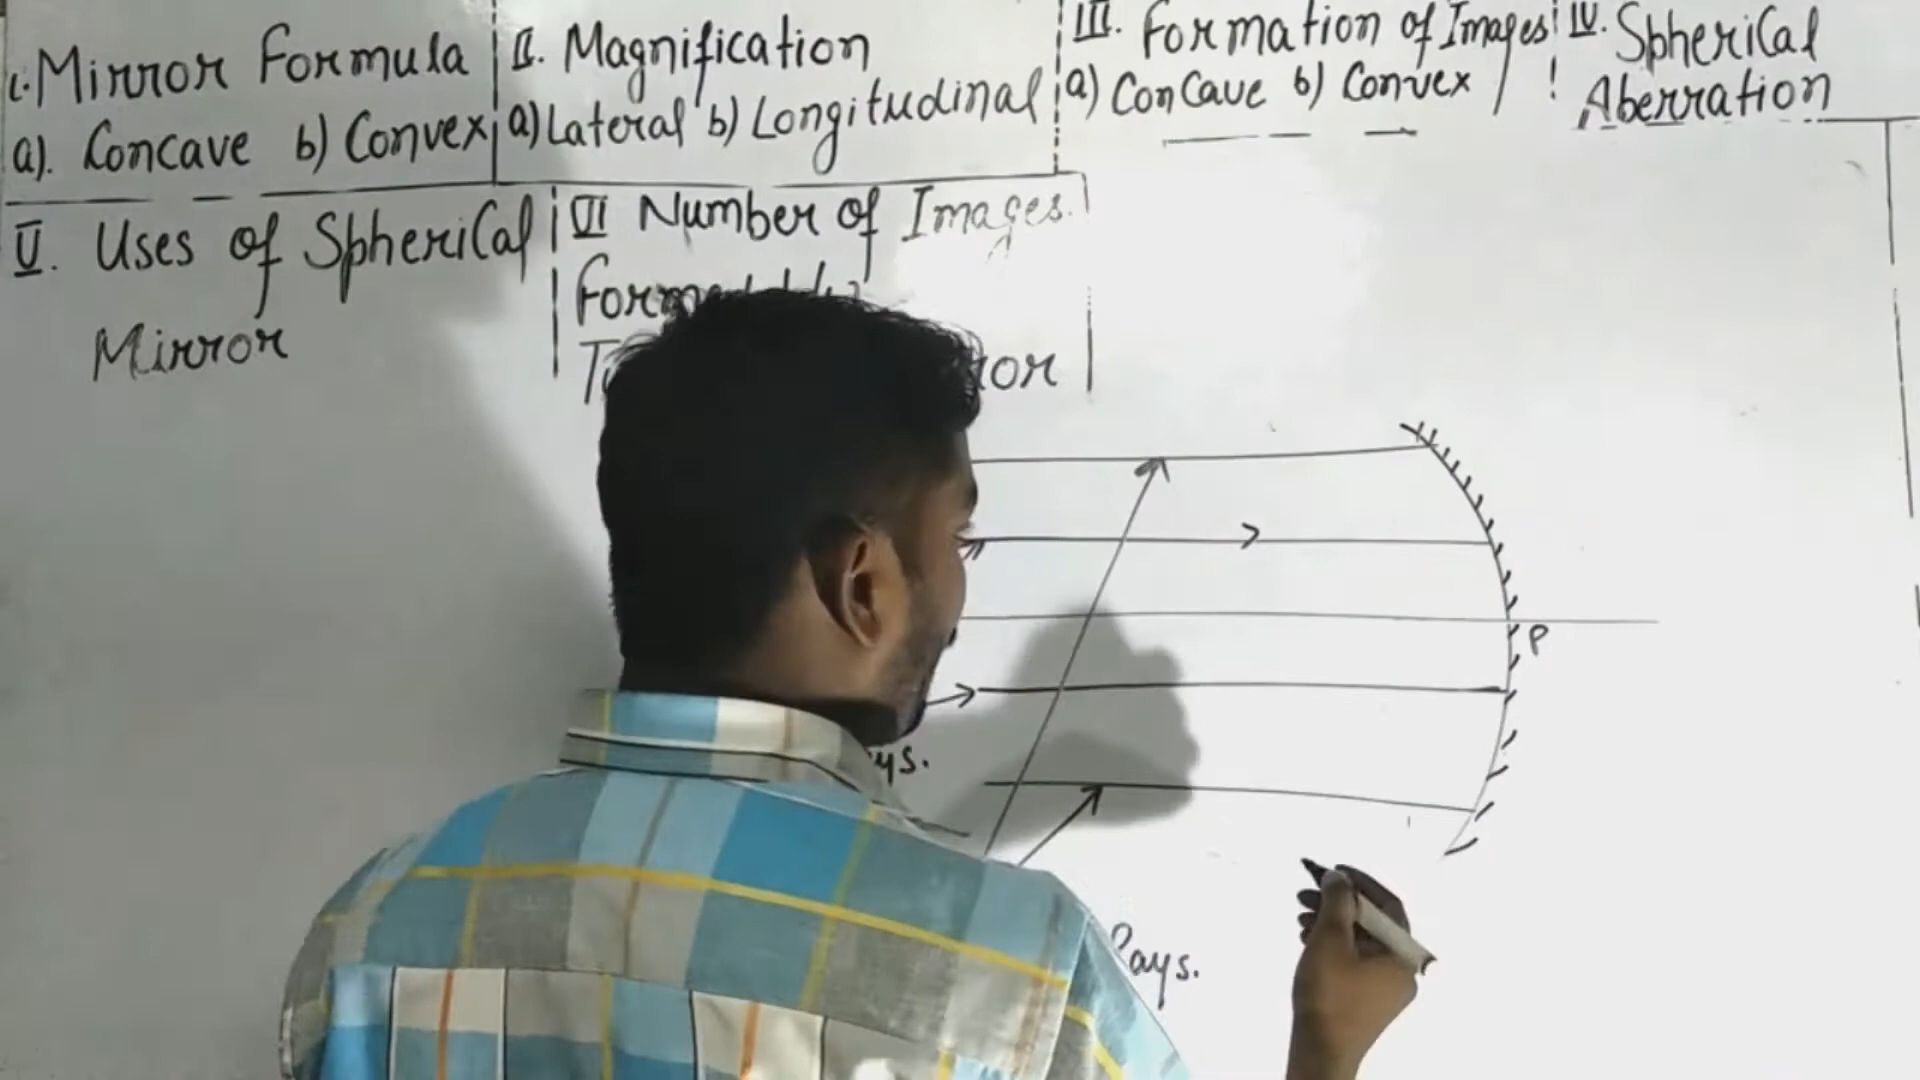 I. Mirror Formula
a). Concave b) Convex
II. Magnification
a) Lateral b) Longitudinal
III. Formation of Images
a) Concave b) Convex
IV. Spherical
Aberration
V. Uses of Spherical
Mirror
VI Number of Images.
P
Rays.